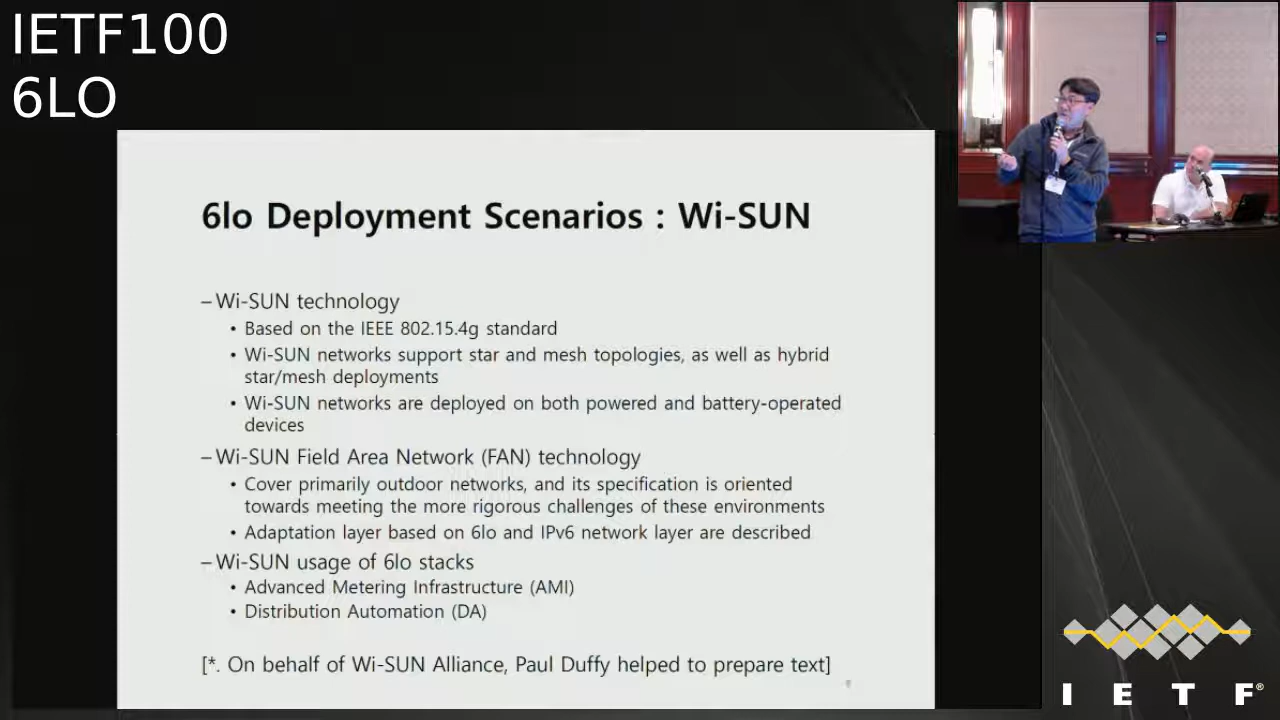 IETF100
6LO
6lo Deployment Scenarios : Wi-SUN
– Wi-SUN technology
• Based on the IEEE 802.15.4g standard
• Wi-SUN networks support star and mesh topologies, as well as hybrid
star/mesh deployments
• Wi-SUN networks are deployed on both powered and battery-operated
devices
– Wi-SUN Field Area Network (FAN) technology
• Cover primarily outdoor networks, and its specification is oriented
towards meeting the more rigorous challenges of these environments
• Adaptation layer based on 6lo and IPv6 network layer are described
– Wi-SUN usage of 6lo stacks
• Advanced Metering Infrastructure (AMI)
• Distribution Automation (DA)
[*. On behalf of Wi-SUN Alliance, Paul Duffy helped to prepare text]
I E T F®